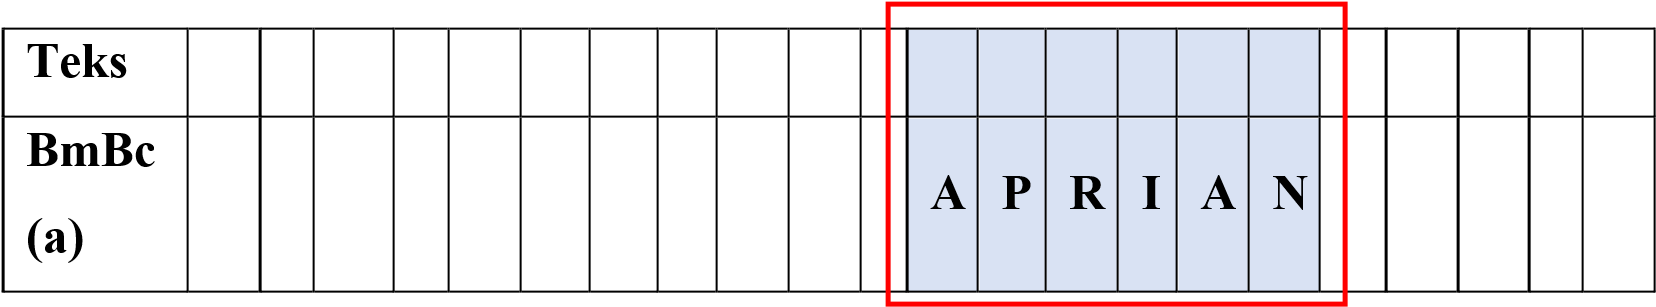 Teks
BmBc
(a)
A P R I A N